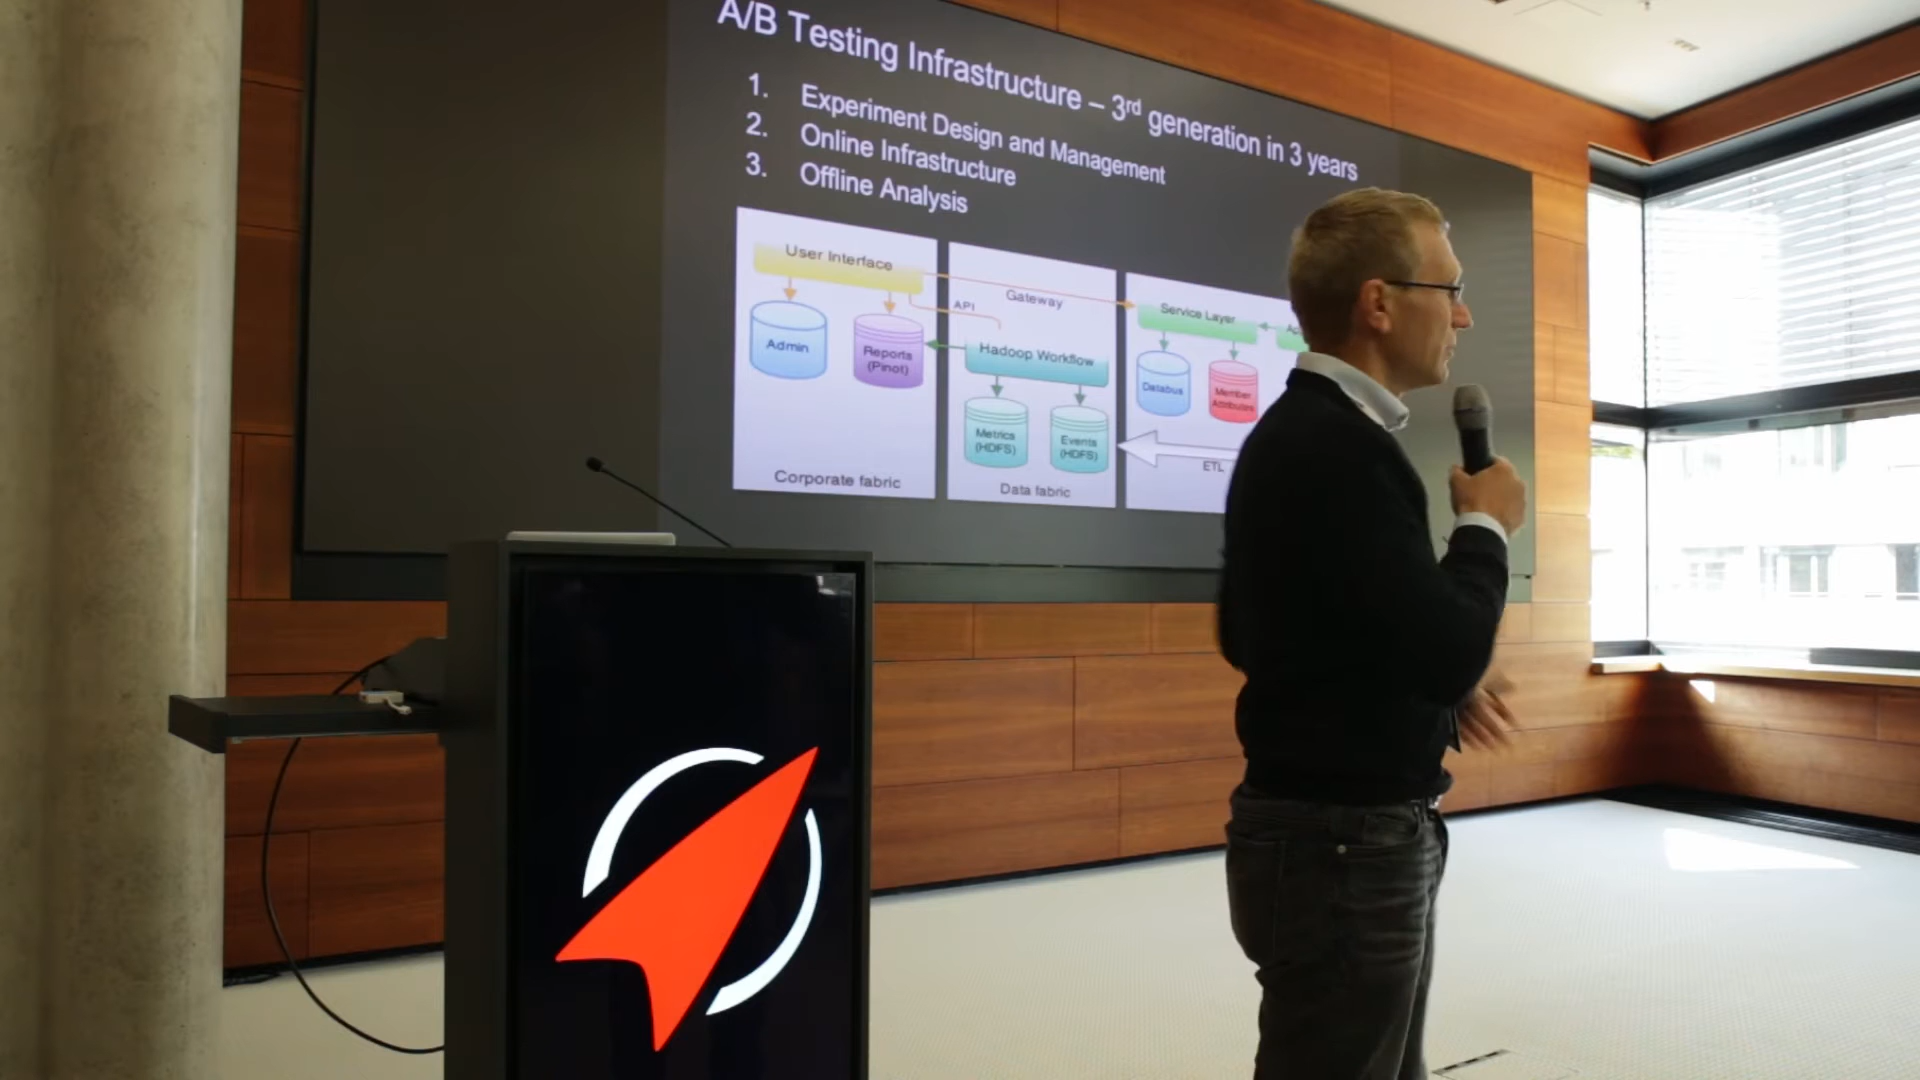 A/B Testing Infrastructure – 3rd generation in 3 years
1. Experiment Design and Management
2. Online Infrastructure
3. Offline Analysis
User Interface
Admin
Reports
(Pinot)
Corporate fabric
API
Gateway
Hadoop Workflow
Metrics
(HDFS)
Events
(HDFS)
Data fabric
Service Layer
Databus
Member
Attributes
ETL